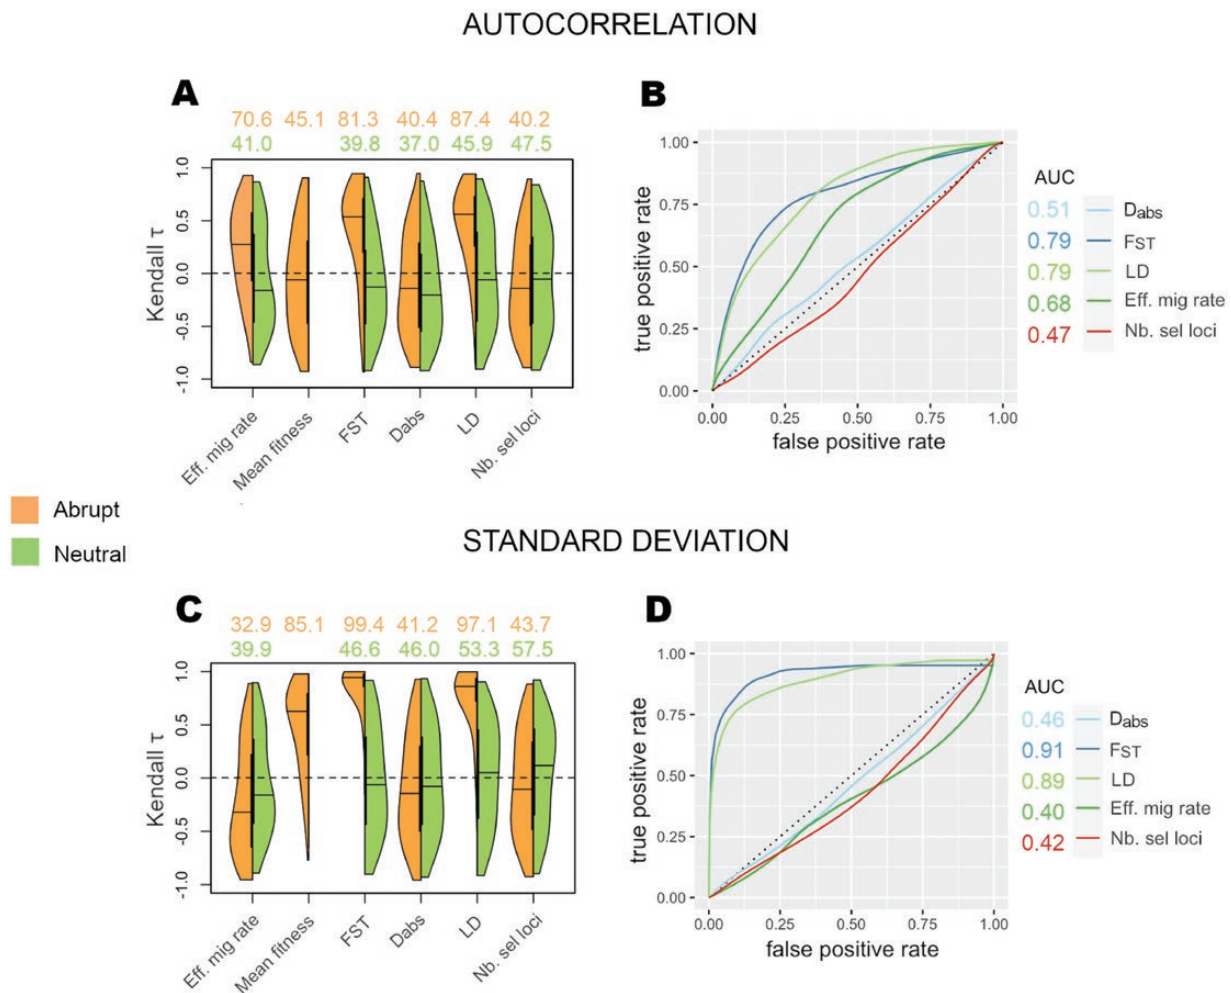 AUTOCORRELATION
A
70.6 45.1 81.3 40.4 87.4 40.2
41.0 39.8 37.0 45.9 47.5
1.0
0.5
0.0
-0.5
-1.0
Kendall τ
Eff. mig rate
Mean fitness
FST
Dabs
LD
Nb. sel loci
B
1.00
0.75
0.50
0.25
0.00
true positive rate
0.00 0.25 0.50 0.75 1.00
false positive rate
AUC
0.51 Dabs
0.79 FST
0.79 LD
0.68 Eff. mig rate
0.47 Nb. sel loci
Abrupt
Neutral
STANDARD DEVIATION
C
32.9 85.1 99.4 41.2 97.1 43.7
39.9 46.6 46.0 53.3 57.5
1.0
0.5
0.0
-0.5
-1.0
Kendall τ
Eff. mig rate
Mean fitness
FST
Dabs
LD
Nb. sel loci
D
1.00
0.75
0.50
0.25
0.00
true positive rate
0.00 0.25 0.50 0.75 1.00
false positive rate
AUC
0.46 Dabs
0.91 FST
0.89 LD
0.40 Eff. mig rate
0.42 Nb. sel loci